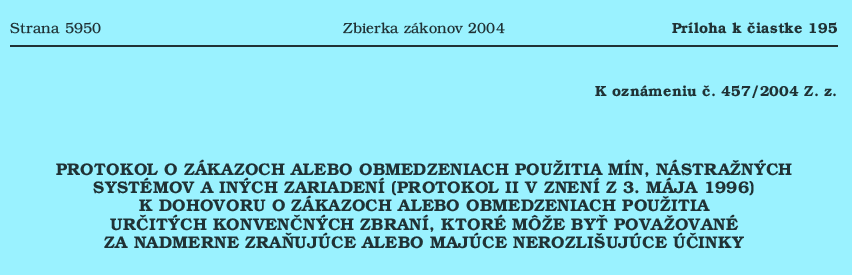 Strana 5950 Zbierka zákonov 2004 Príloha k čiastke 195
K oznámeniu č. 457/2004 Z. z.
PROTOKOL O ZÁKAZOCH ALEBO OBMEDZENIACH POUŽITIA MÍN, NÁSTRAŽNÝCH
SYSTÉMOV A INÝCH ZARIADENÍ (PROTOKOL II V ZNENÍ Z 3. MÁJA 1996)
K DOHOVORU O ZÁKAZOCH ALEBO OBMEDZENIACH POUŽITIA
URČITÝCH KONVENČNÝCH ZBRANÍ, KTORÉ MÔŽE BYŤ POVAŽOVANÉ
ZA NADMERNE ZRAŇUJÚCE ALEBO MAJÚCE NEROZLIŠUJÚCE ÚČINKY